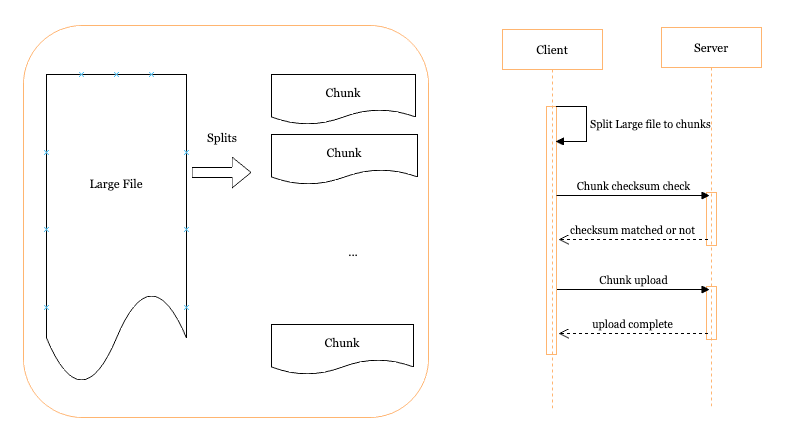 Large File
Splits
Chunk
Chunk
...
Chunk
Client
Server
Split Large file to chunks
Chunk checksum check
checksum matched or not
Chunk upload
upload complete